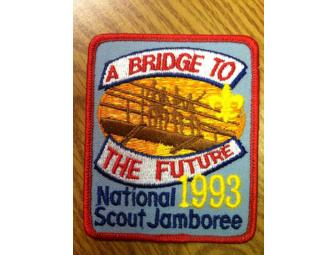 A BRIDGE TO
THE FUTURE
National 1993
Scout Jamboree